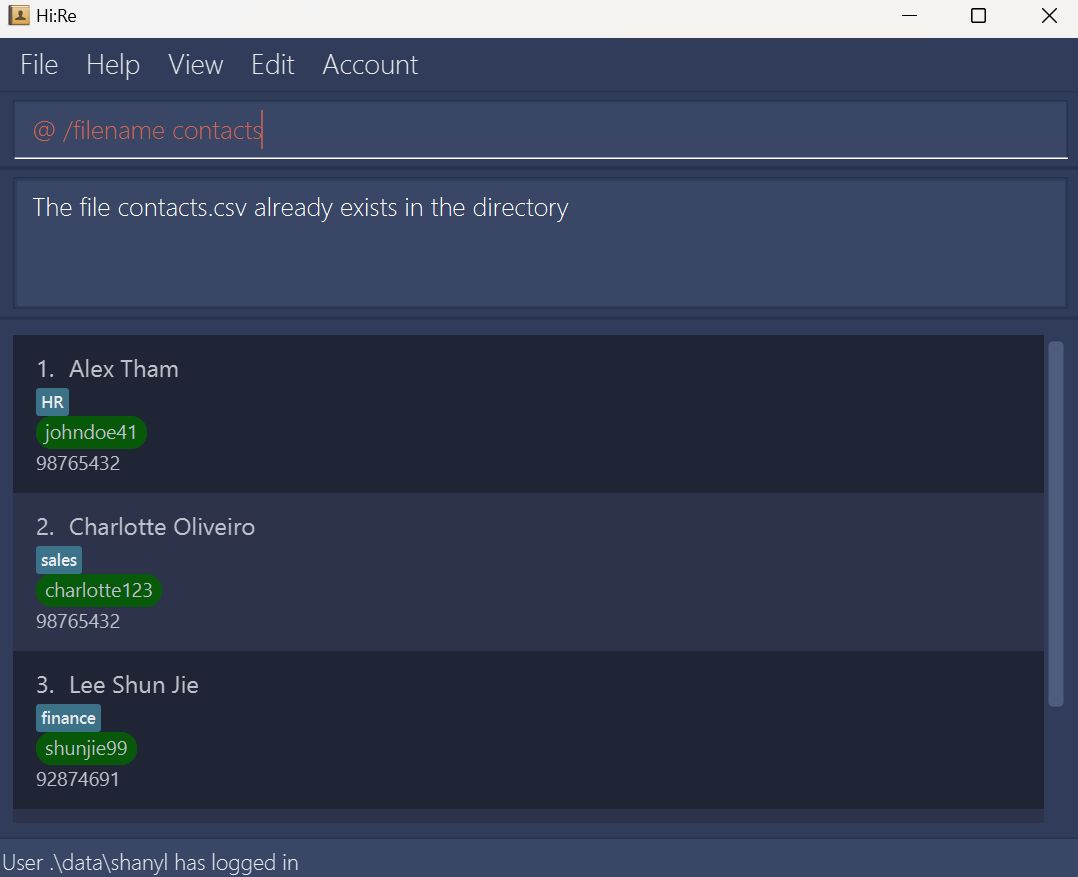 Hi:Re
File Help View Edit Account
@ /filename contacts
The file contacts.csv already exists in the directory
1. Alex Tham
HR
johndoe41
98765432
2. Charlotte Oliveiro
sales
charlotte123
98765432
3. Lee Shun Jie
finance
shunjie99
92874691
User .\data\shanyl has logged in